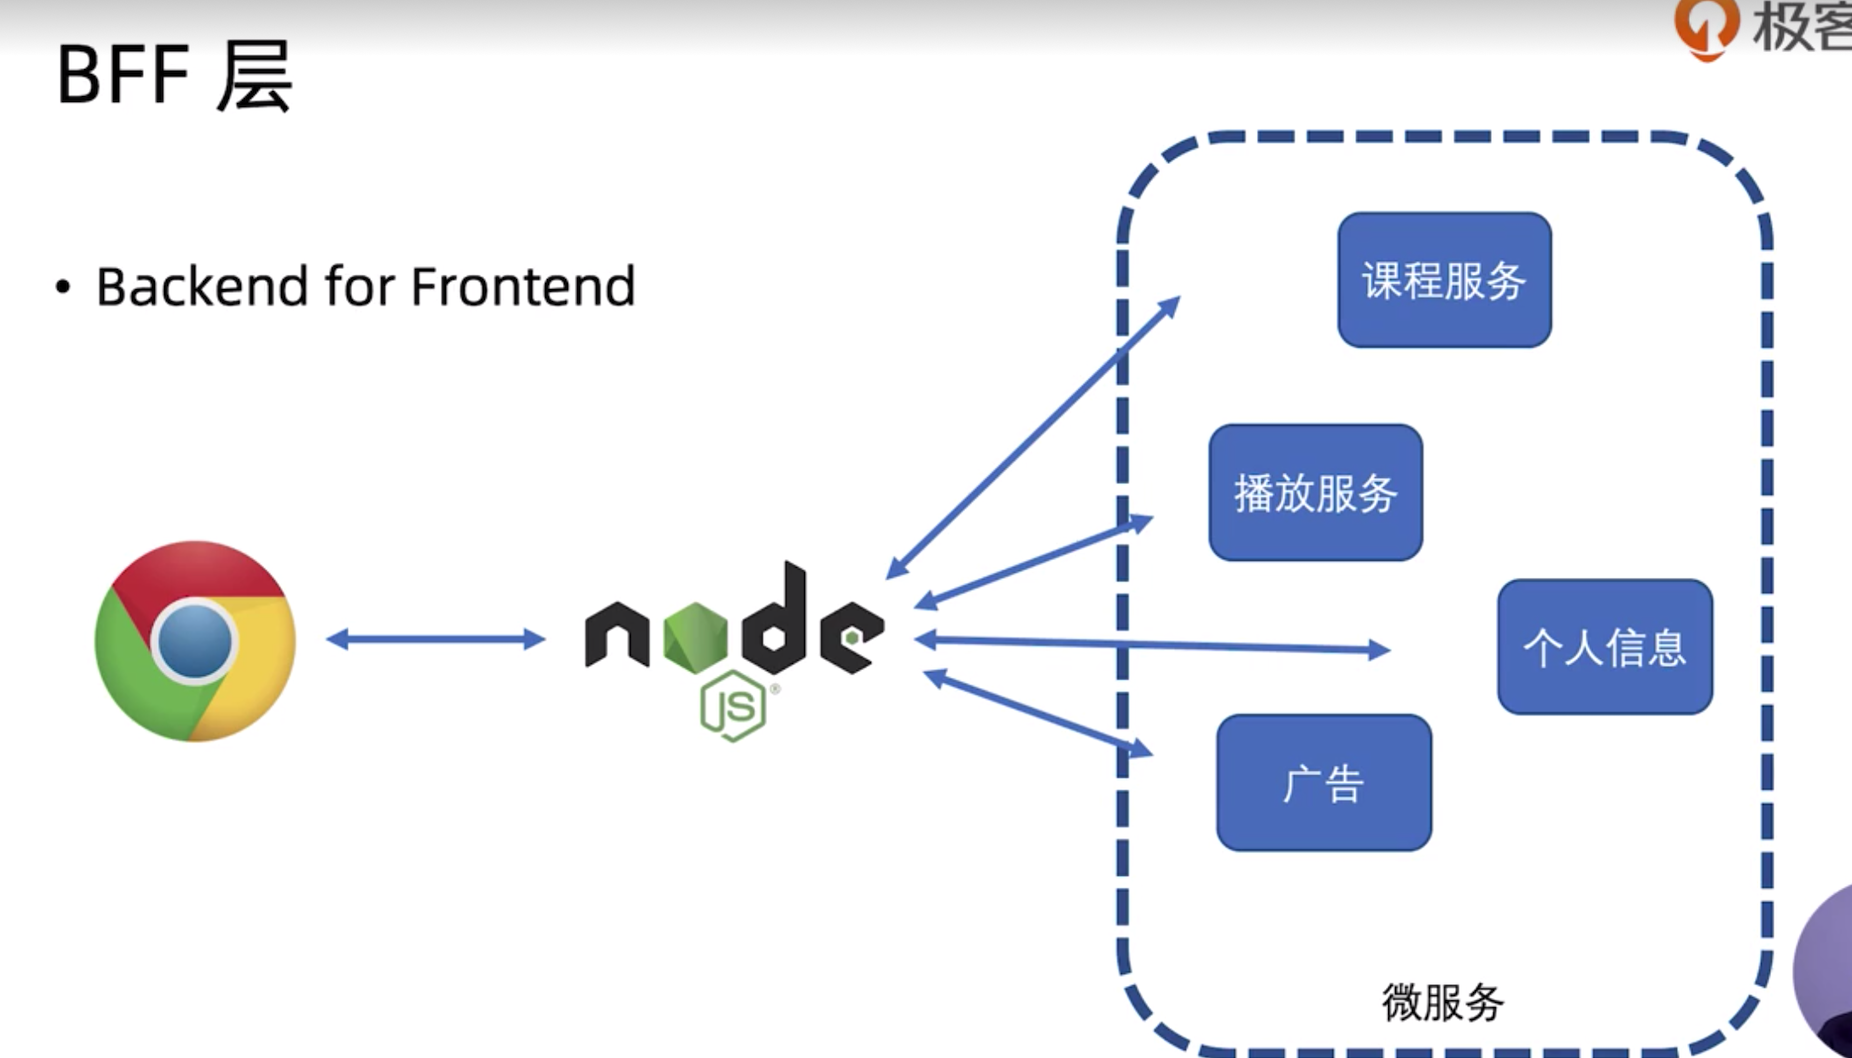 极客
BFF 层
• Backend for Frontend
课程服务
播放服务
个人信息
广告
node
JS®
微服务